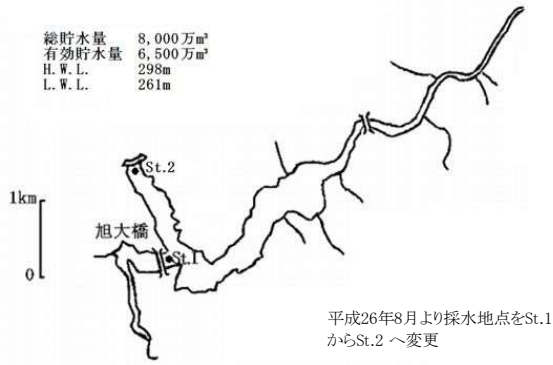 総貯水量 8,000万m³
有効貯水量 6,500万m³
H.W.L. 298m
L.W.L. 261m
St.2
1km
旭大橋
St.1
0
平成26年8月より採水地点をSt.1
からSt.2 へ変更